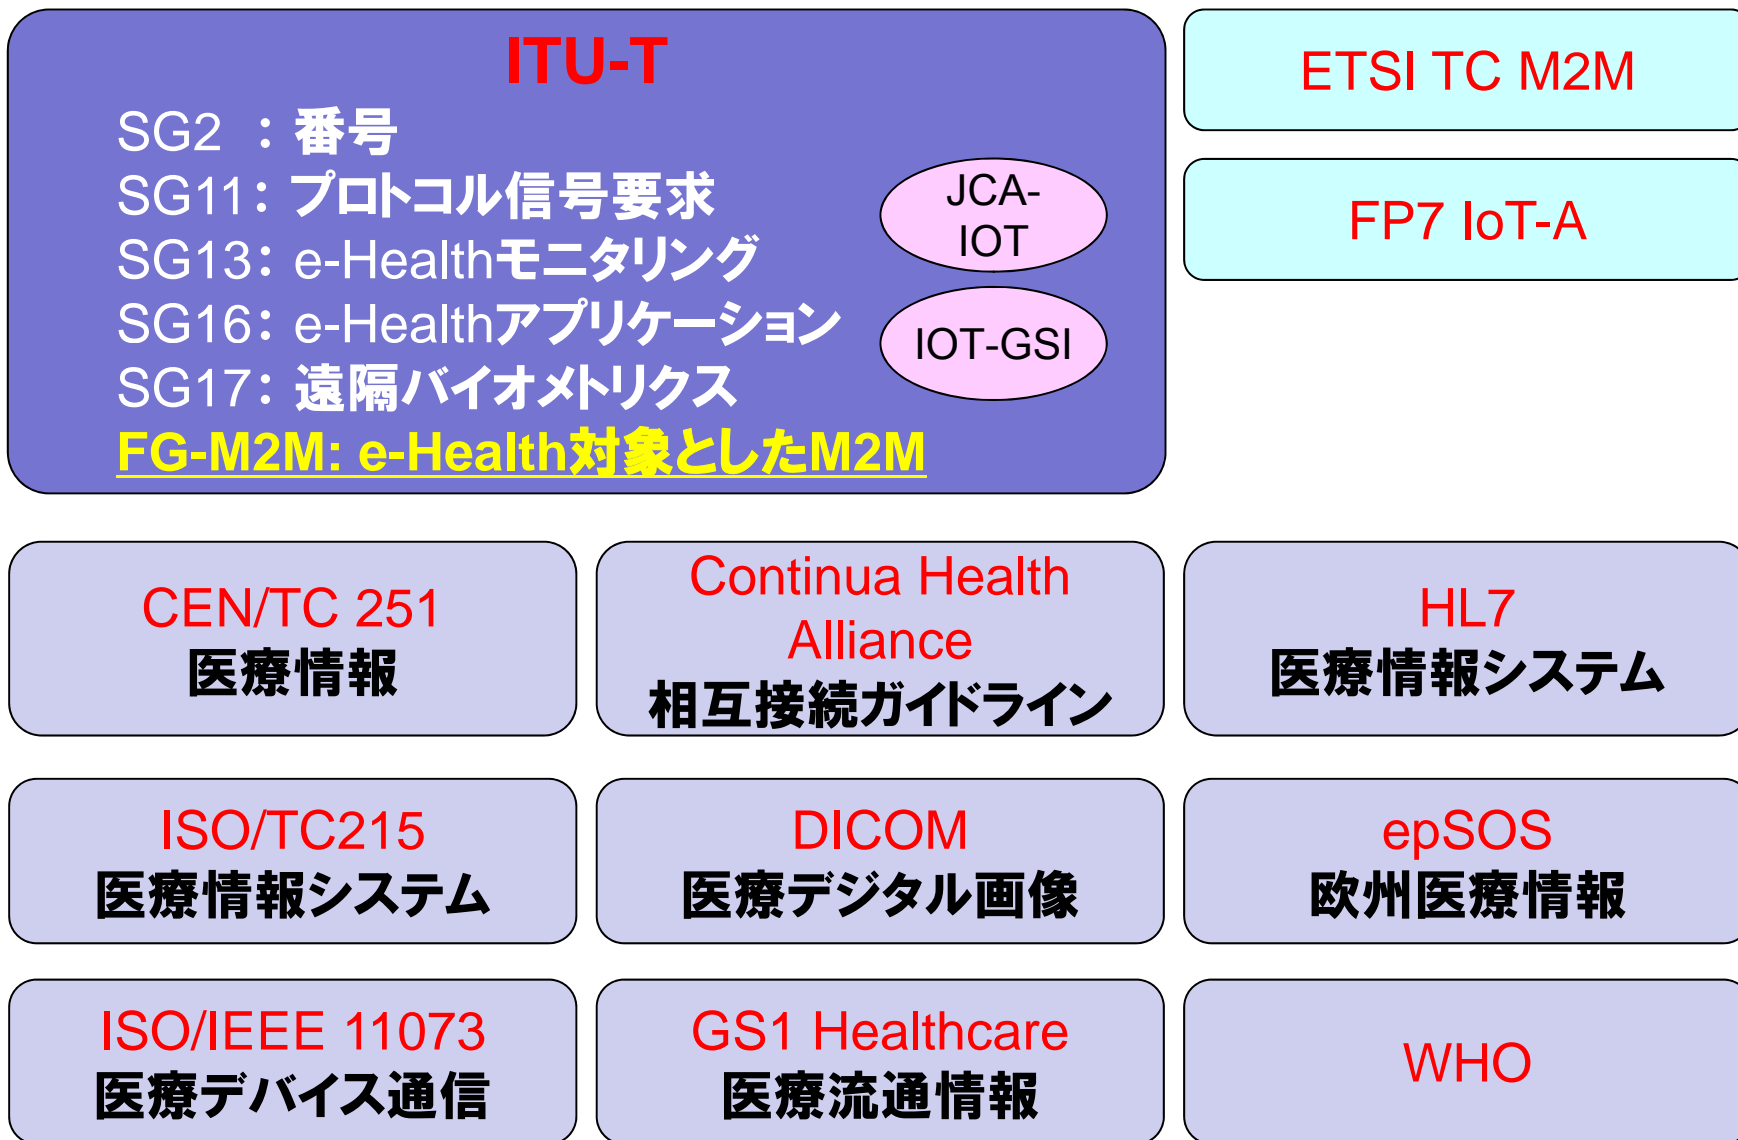 ITU-T
SG2 : 番号
SG11: プロトコル信号要求
SG13: e-Healthモニタリング
SG16: e-Healthアプリケーション
SG17: 遠隔バイオメトリクス
FG-M2M: e-Health対象としたM2M
JCA-
IOT
IOT-GSI
ETSI TC M2M
FP7 IoT-A
CEN/TC 251
医療情報
Continua Health
Alliance
相互接続ガイドライン
HL7
医療情報システム
ISO/TC215
医療情報システム
DICOM
医療デジタル画像
epSOS
欧州医療情報
ISO/IEEE 11073
医療デバイス通信
GS1 Healthcare
医療流通情報
WHO